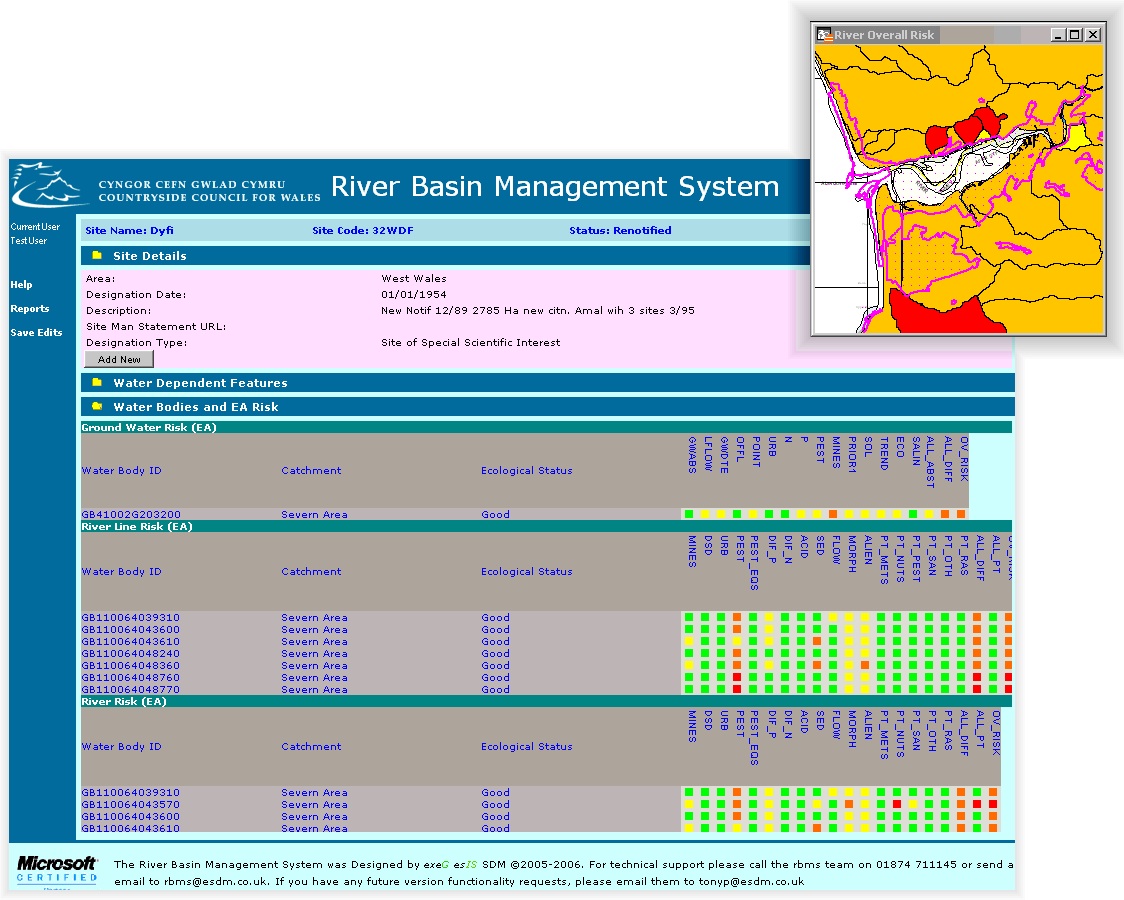 River Overall Risk
CYNGOR CEFN GWLAD CYMRU
COUNTRYSIDE COUNCIL FOR WALES
River Basin Management System
Current User
Test User
Help
Reports
Save Edits
Site Name: Dyfi Site Code: 32WDF Status: Renotified
Site Details
Area: West Wales
Designation Date: 01/01/1954
Description: New Notif 12/89 2785 Ha new citn. Amal wih 3 sites 3/95
Site Man Statement URL:
Designation Type: Site of Special Scientific Interest
Add New
Water Dependent Features
Water Bodies and EA Risk
Ground Water Risk (EA)
Water Body ID Catchment Ecological Status GWABS LFLOW GWDTE OFFL POINT URB N P PEST MINES PRIOR1 SOL TREND ECO SALIN ALL_ABST ALL_DIFF OV_RISK
GB41002G203200 Severn Area Good
River Line Risk (EA)
Water Body ID Catchment Ecological Status MINES DSD URB PEST PEST_EQS DIF_P DIF_N ACID SED FLOW MORPH ALIEN PT_METS PT_NUTS PT_PEST PT_SAN PT_OTH PT_RAS ALL_DIFF ALL_PT OV_RISK
GB110064039310 Severn Area Good
GB110064043600 Severn Area Good
GB110064043610 Severn Area Good
GB110064048240 Severn Area Good
GB110064048360 Severn Area Good
GB110064048760 Severn Area Good
GB110064048770 Severn Area Good
River Risk (EA)
Water Body ID Catchment Ecological Status MINES DSD URB PEST PEST_EQS DIF_P DIF_N ACID SED FLOW MORPH ALIEN PT_METS PT_NUTS PT_SAN PT_OTH PT_RAS ALL_DIFF ALL_PT OV_RISK
GB110064039310 Severn Area Good
GB110064043570 Severn Area Good
GB110064043600 Severn Area Good
GB110064043610 Severn Area Good
Microsoft
CERTIFIED
The River Basin Management System was Designed by exeG esIS SDM ©2005-2006. For technical support please call the rbms team on 01874 711145 or send a
email to rbms@esdm.co.uk. If you have any future version functionality requests, please email them to tonyp@esdm.co.uk